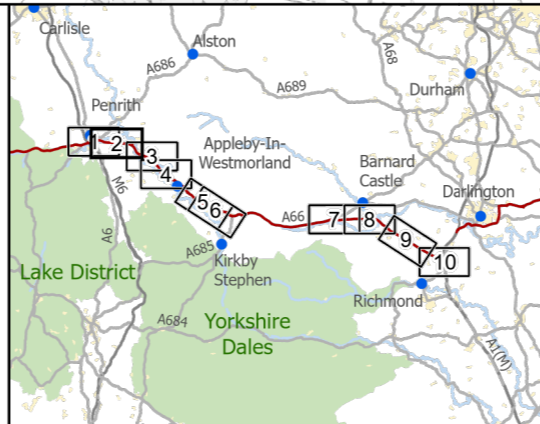 Carlisle
Alston
A68
A686
A689
Durham
Penrith
1
2
3
4
5
6
Appleby-In-
Westmorland
Barnard
Castle
Darlington
M6
A66
7
8
9
10
A6
A685
Kirkby
Stephen
Lake District
Richmond
A684
Yorkshire
Dales
A1(M)